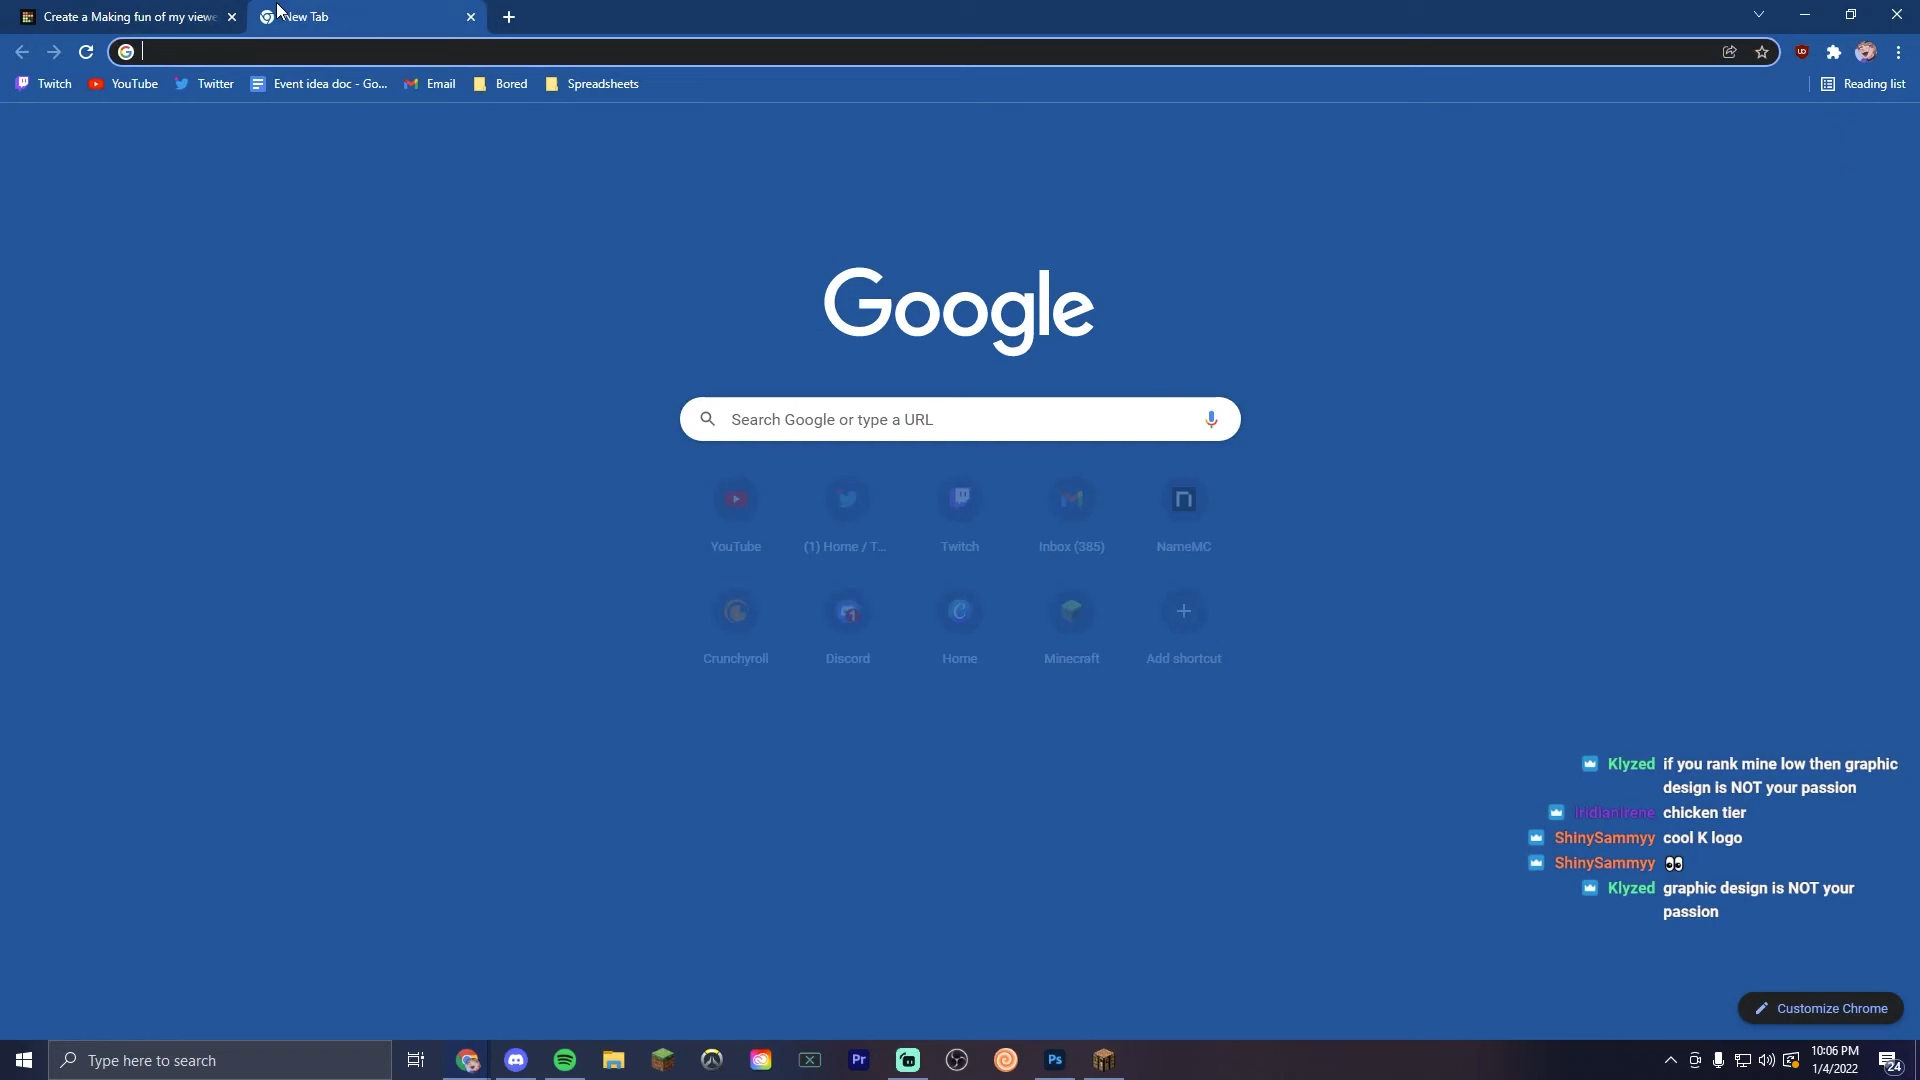 Create a Making fun of my viewe
New Tab
Twitch
YouTube
Twitter
Event idea doc - Go...
Email
Bored
Spreadsheets
Reading list
Google
Search Google or type a URL
YouTube
(1) Home / T...
Twitch
Inbox (385)
NameMC
Crunchyroll
Discord
Home
Minecraft
Add shortcut
Klyzed if you rank mine low then graphic
design is NOT your passion
IridianIrene chicken tier
ShinySammyy cool K logo
ShinySammyy 👀
Klyzed graphic design is NOT your
passion
Customize Chrome
Type here to search
Pr
Ps
10:06 PM
1/4/2022
24